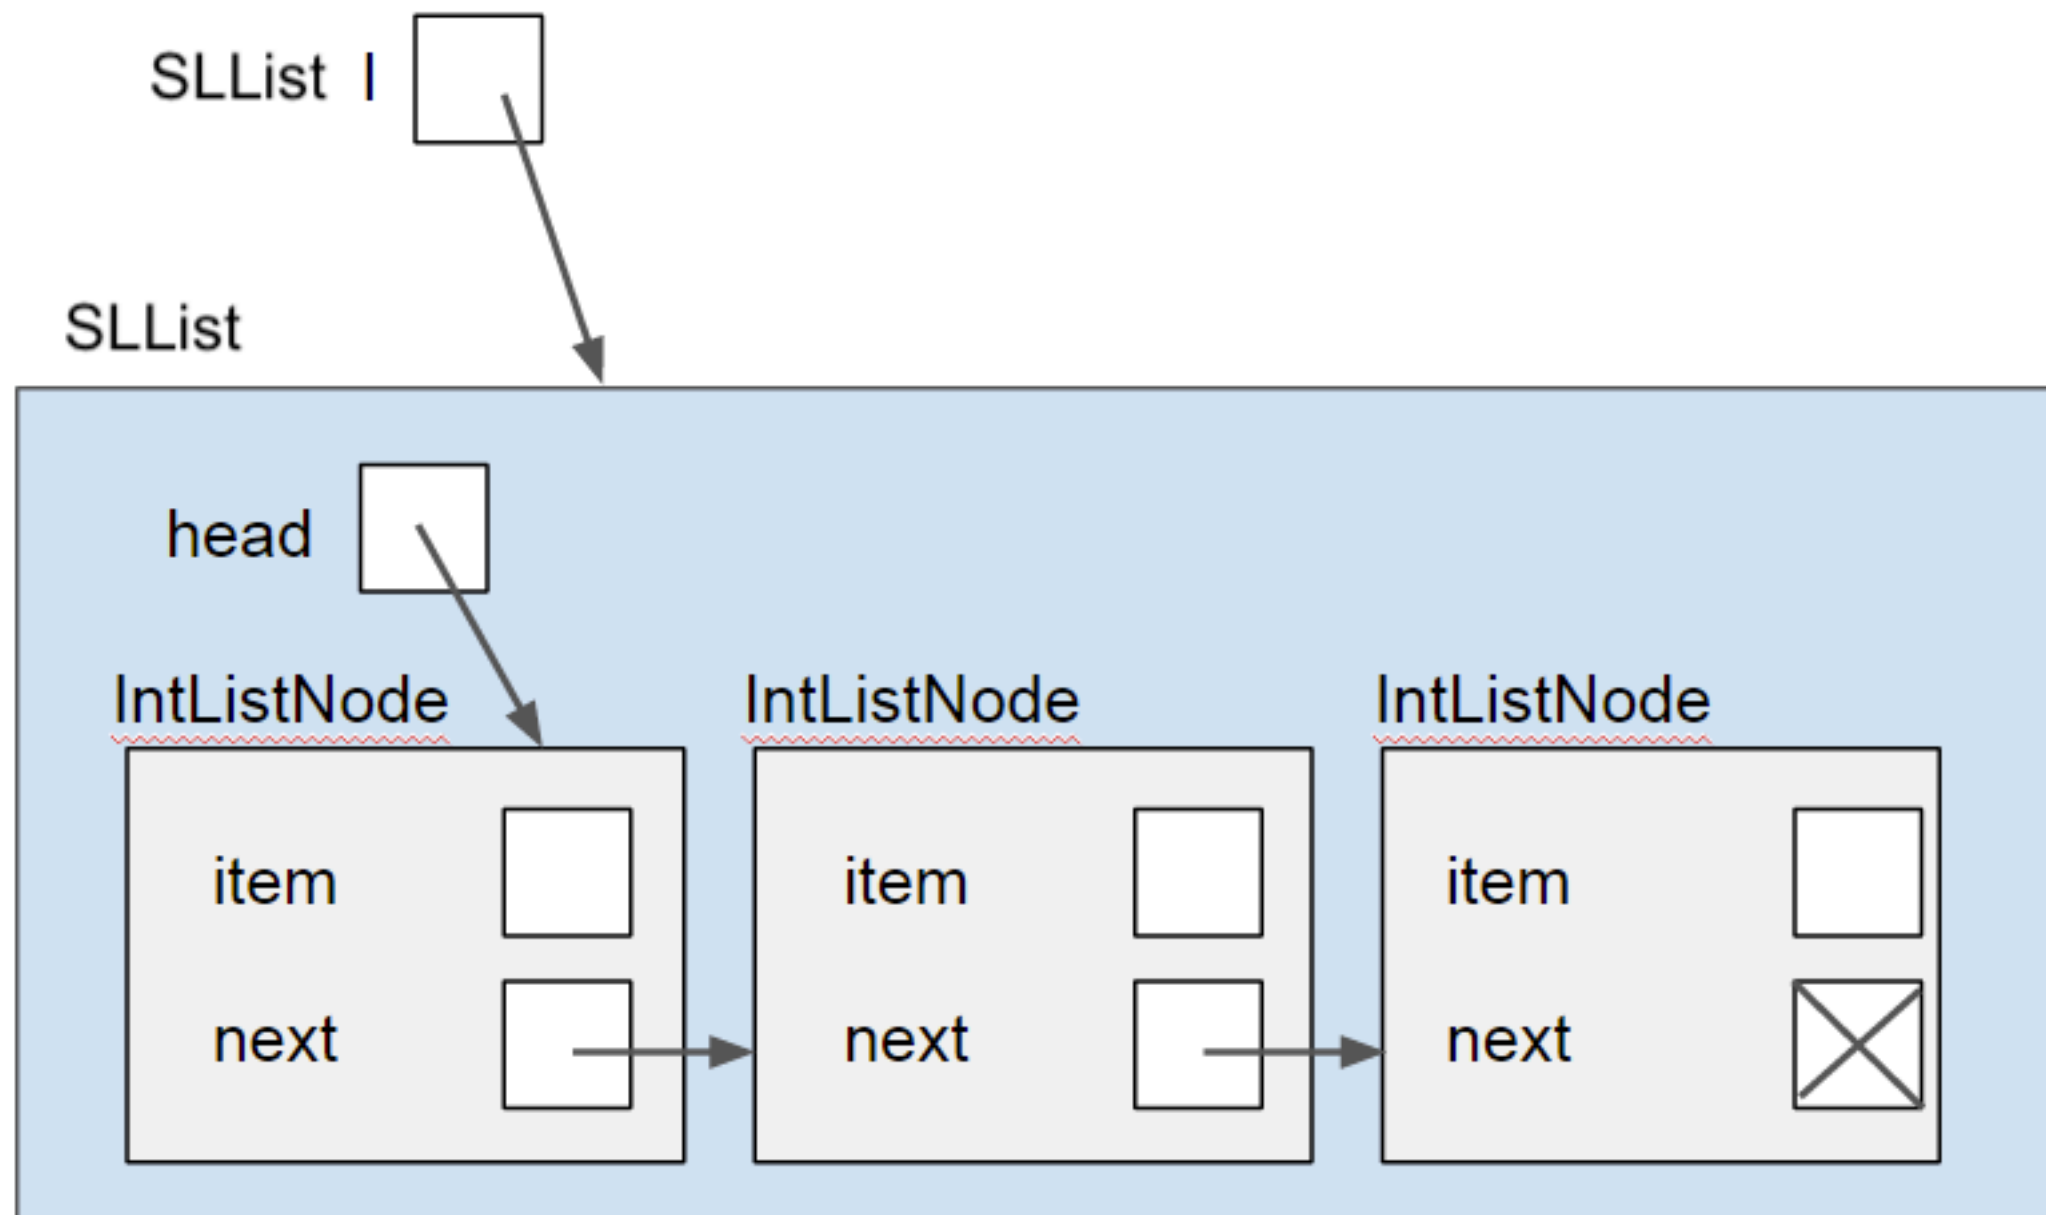 SLList l
SLList
head
IntListNode IntListNode IntListNode
item item item
next next next